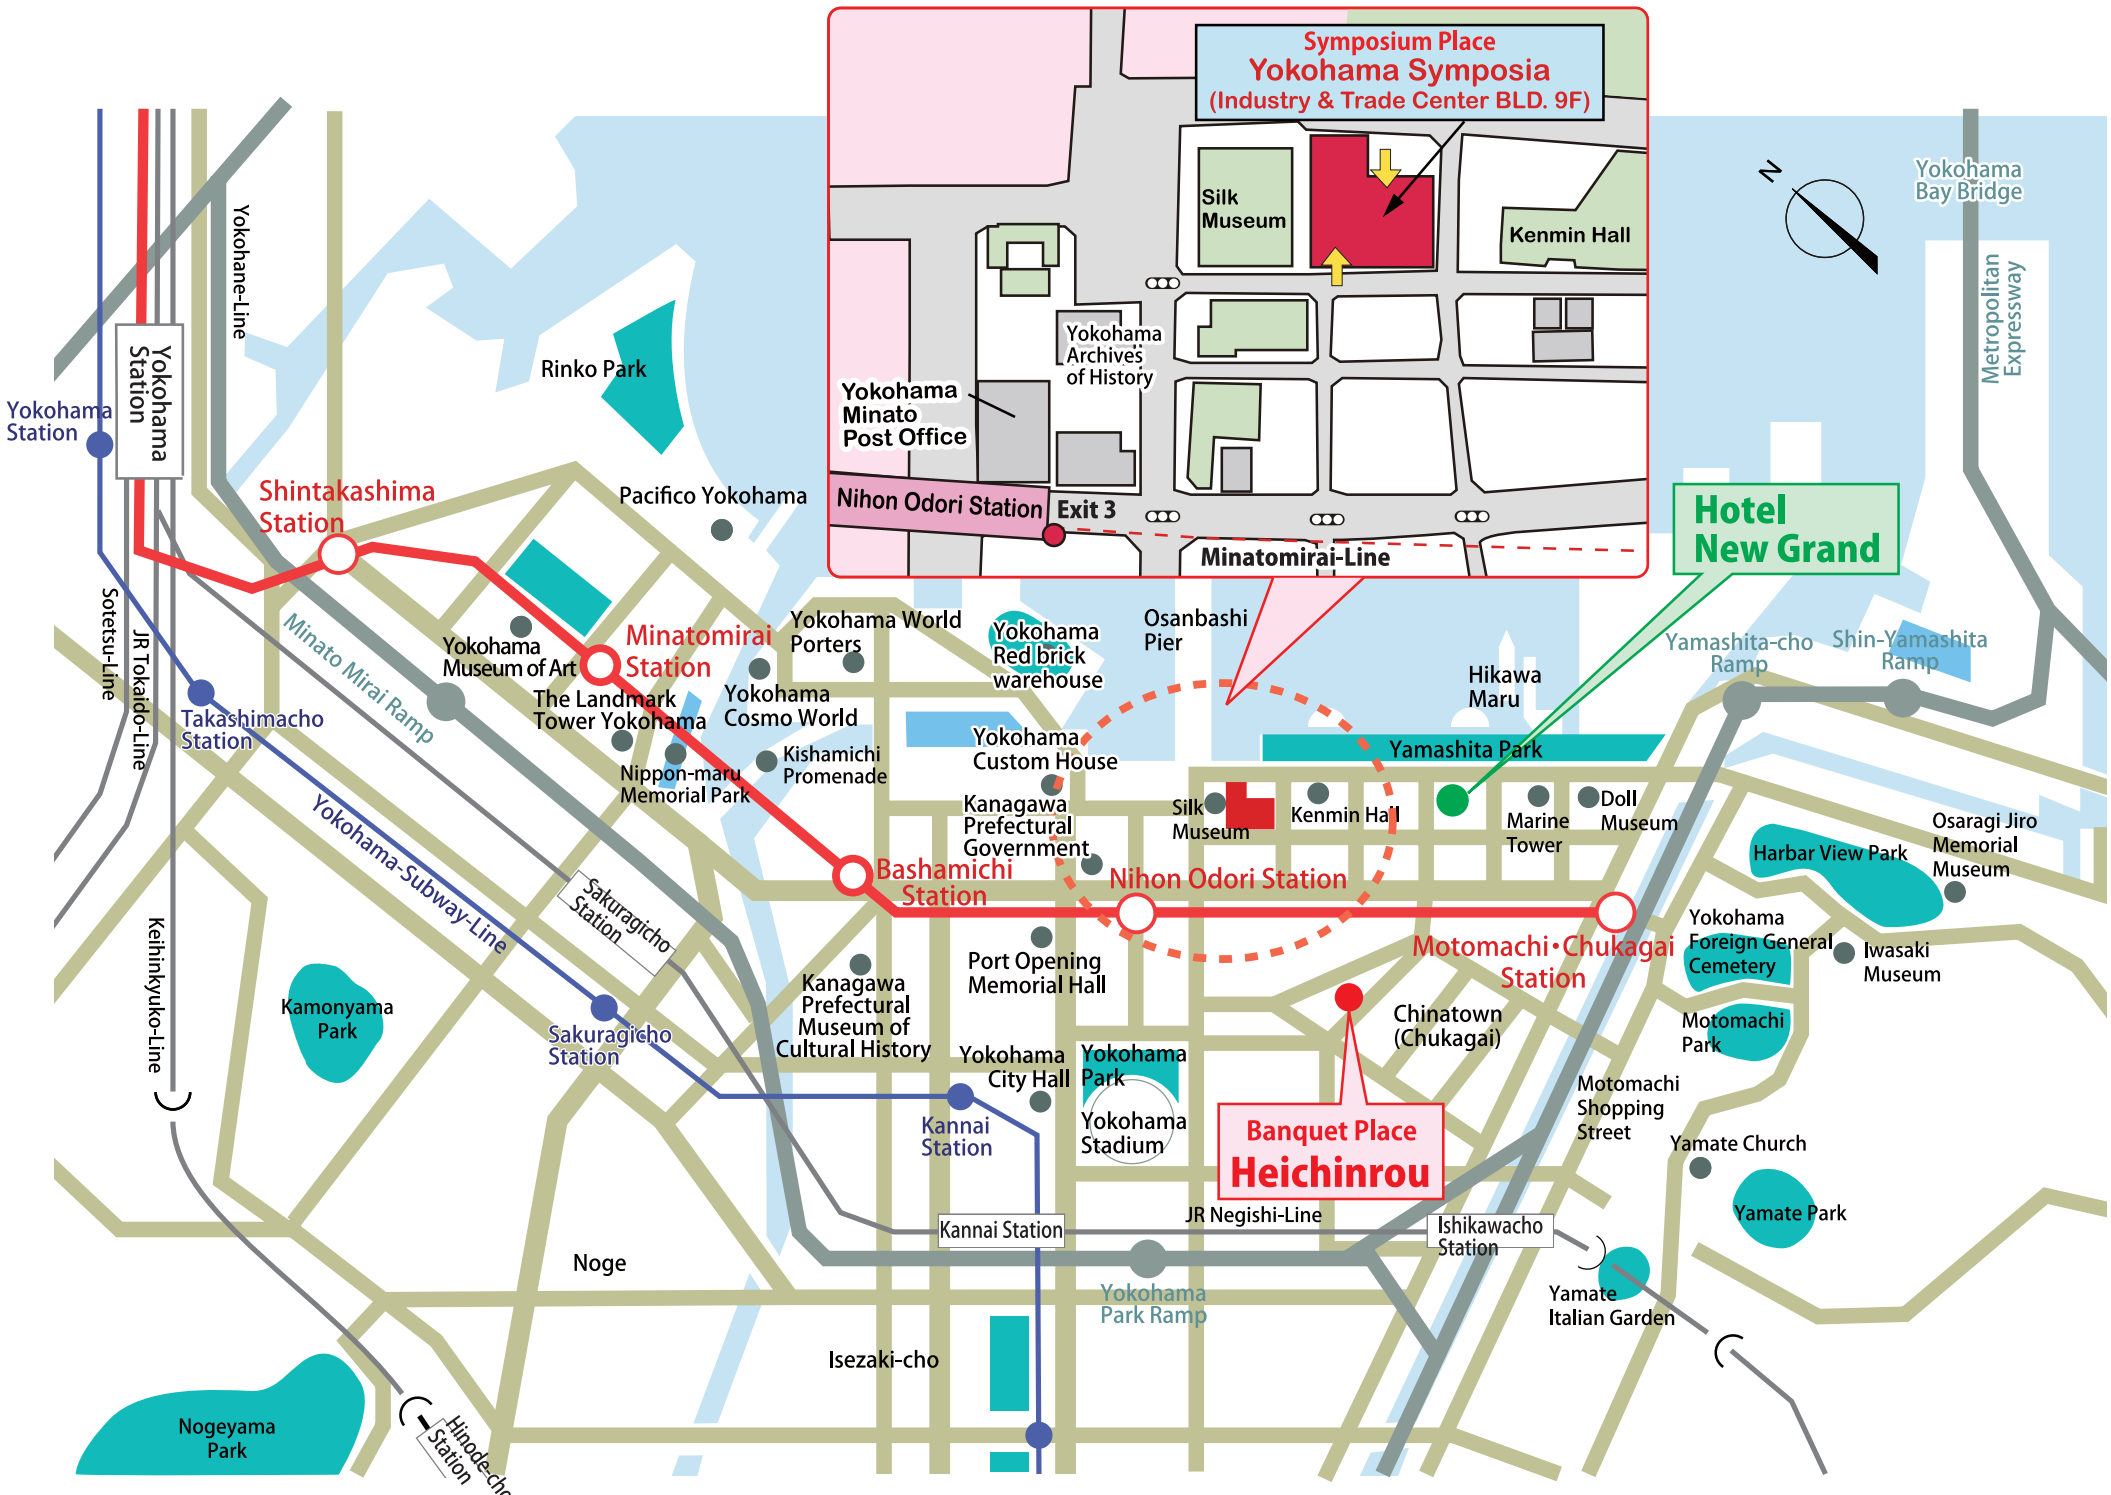 Symposium Place
Yokohama Symposia
(Industry & Trade Center BLD. 9F)
Silk
Museum
Kenmin Hall
Yokohama
Archives
of History
Yokohama
Minato
Post Office
Nihon Odori Station
Exit 3
Minatomirai-Line
N
Yokohama
Bay Bridge
Metropolitan
Expressway
Yokohane-Line
Yokohama
Station
Yokohama
Station
Rinko Park
Shintakashima
Station
Pacifico Yokohama
Hotel
New Grand
Sotetsu-Line
JR Tokaido-Line
Minato Mirai Ramp
Yokohama
Museum of Art
Minatomirai
Station
Yokohama World
Porters
Yokohama
Red brick
warehouse
Osanbashi
Pier
Hikawa
Maru
Yamashita-cho
Ramp
Shin-Yamashita
Ramp
Takashimacho
Station
The Landmark
Tower Yokohama
Yokohama
Cosmo World
Nippon-maru
Memorial Park
Kishamichi
Promenade
Yokohama
Custom House
Yamashita Park
Kanagawa
Prefectural
Government
Silk
Museum
Kenmin Hall
Marine
Tower
Doll
Museum
Harbar View Park
Osaragi Jiro
Memorial
Museum
Yokohama-Subway-Line
Bashamichi
Station
Nihon Odori Station
Sakuragicho
Station
Keihinkyuko-Line
Motomachi・Chukagai
Station
Yokohama
Foreign General
Cemetery
Iwasaki
Museum
Port Opening
Memorial Hall
Kanagawa
Prefectural
Museum of
Cultural History
Kamonyama
Park
Sakuragicho
Station
Chinatown
(Chukagai)
Motomachi
Park
Yokohama
City Hall
Yokohama
Park
Yokohama
Stadium
Kannai
Station
Banquet Place
Heichinrou
Motomachi
Shopping
Street
Yamate Church
Yamate Park
Kannai Station
JR Negishi-Line
Ishikawacho
Station
Noge
Yokohama
Park Ramp
Yamate
Italian Garden
Isezaki-cho
Nogeyama
Park
Hinode-cho
Station